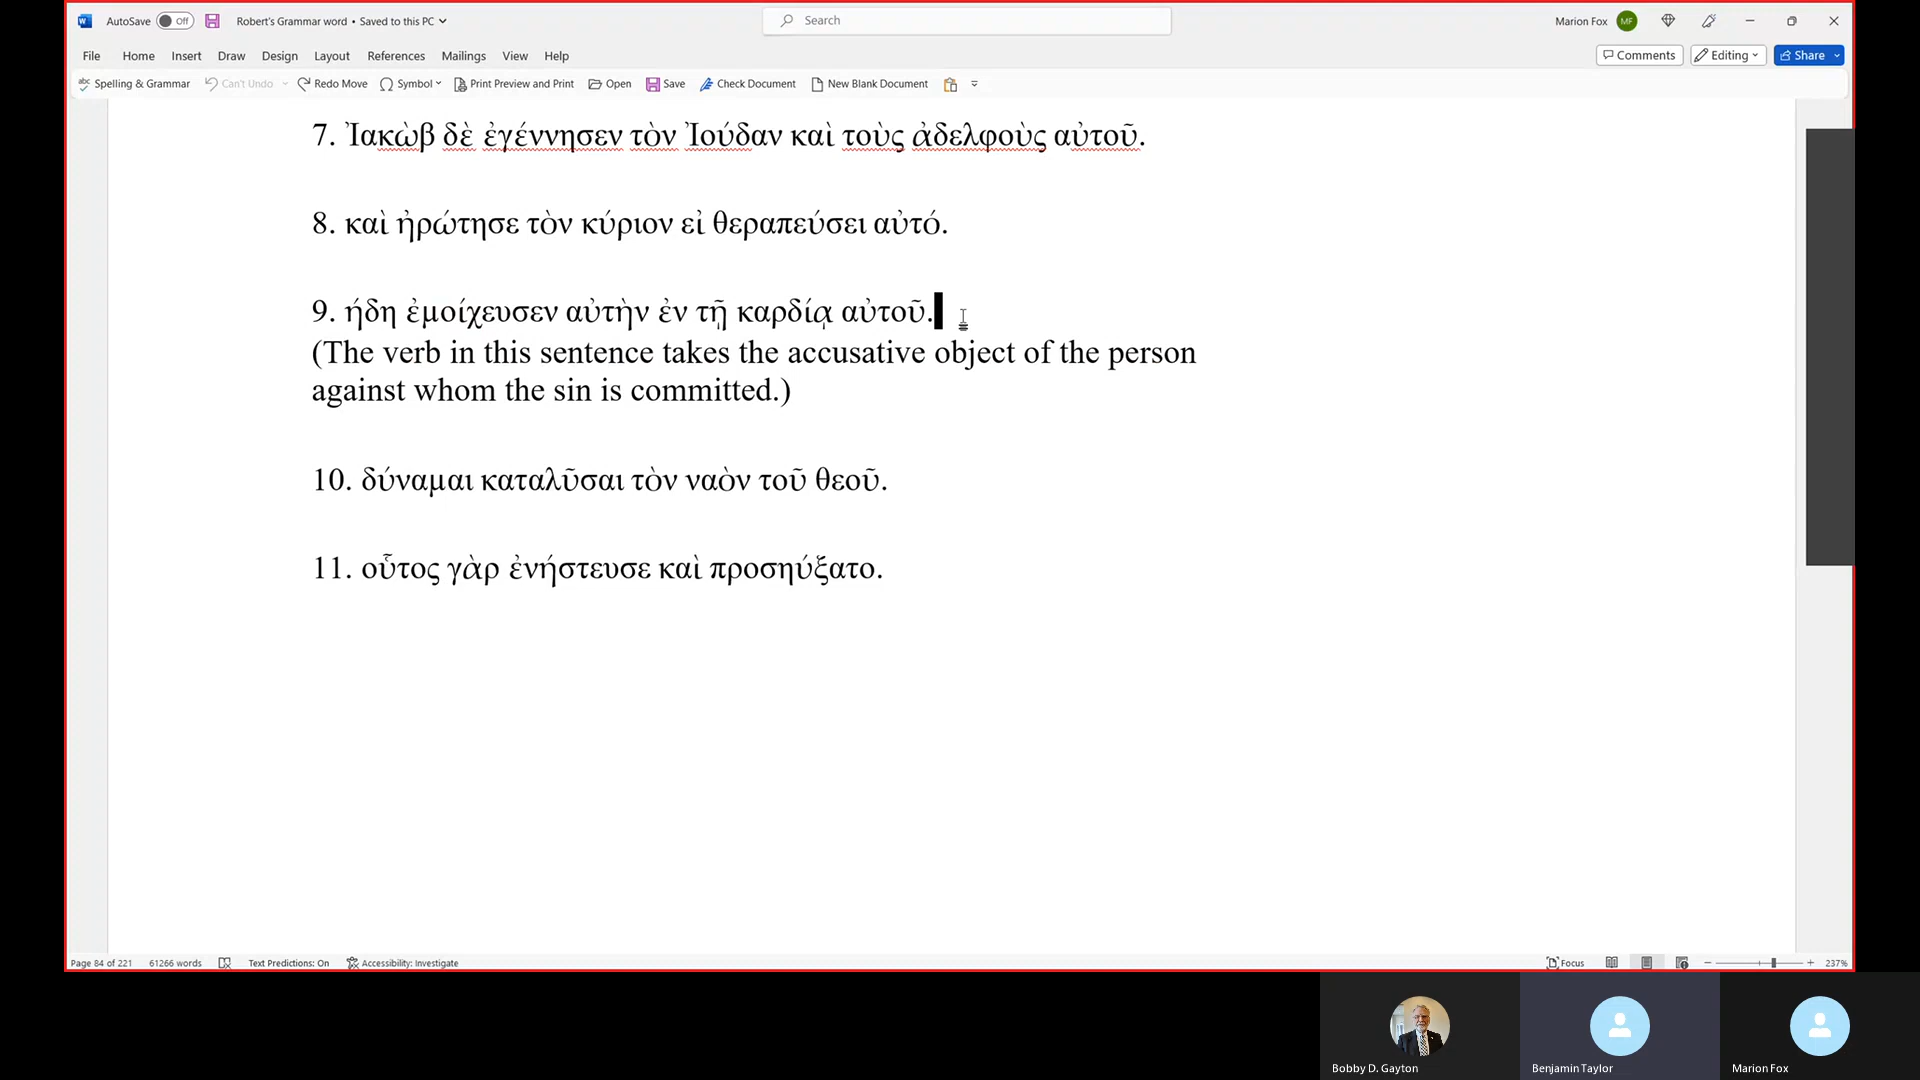 AutoSave Off Robert's Grammar word • Saved to this PC Search Marion Fox MF
File Home Insert Draw Design Layout References Mailings View Help Comments Editing Share
Spelling & Grammar Can't Undo Redo Move Symbol Print Preview and Print Open Save Check Document New Blank Document
7. Ἰακὼβ δὲ ἐγέννησεν τὸν Ἰούδαν καὶ τοὺς ἀδελφοὺς αὐτοῦ.
8. καὶ ἠρώτησε τὸν κύριον εἰ θεραπεύσει αὐτό.
9. ήδη ἐμοίχευσεν αὐτὴν ἐν τῇ καρδίᾳ αὐτοῦ.
(The verb in this sentence takes the accusative object of the person
against whom the sin is committed.)
10. δύναμαι καταλῦσαι τὸν ναὸν τοῦ θεοῦ.
11. οὗτος γὰρ ἐνήστευσε καὶ προσηύξατο.
Page 84 of 221 61266 words Text Predictions: On Accessibility: Investigate Focus 237%
Bobby D. Gayton Benjamin Taylor Marion Fox